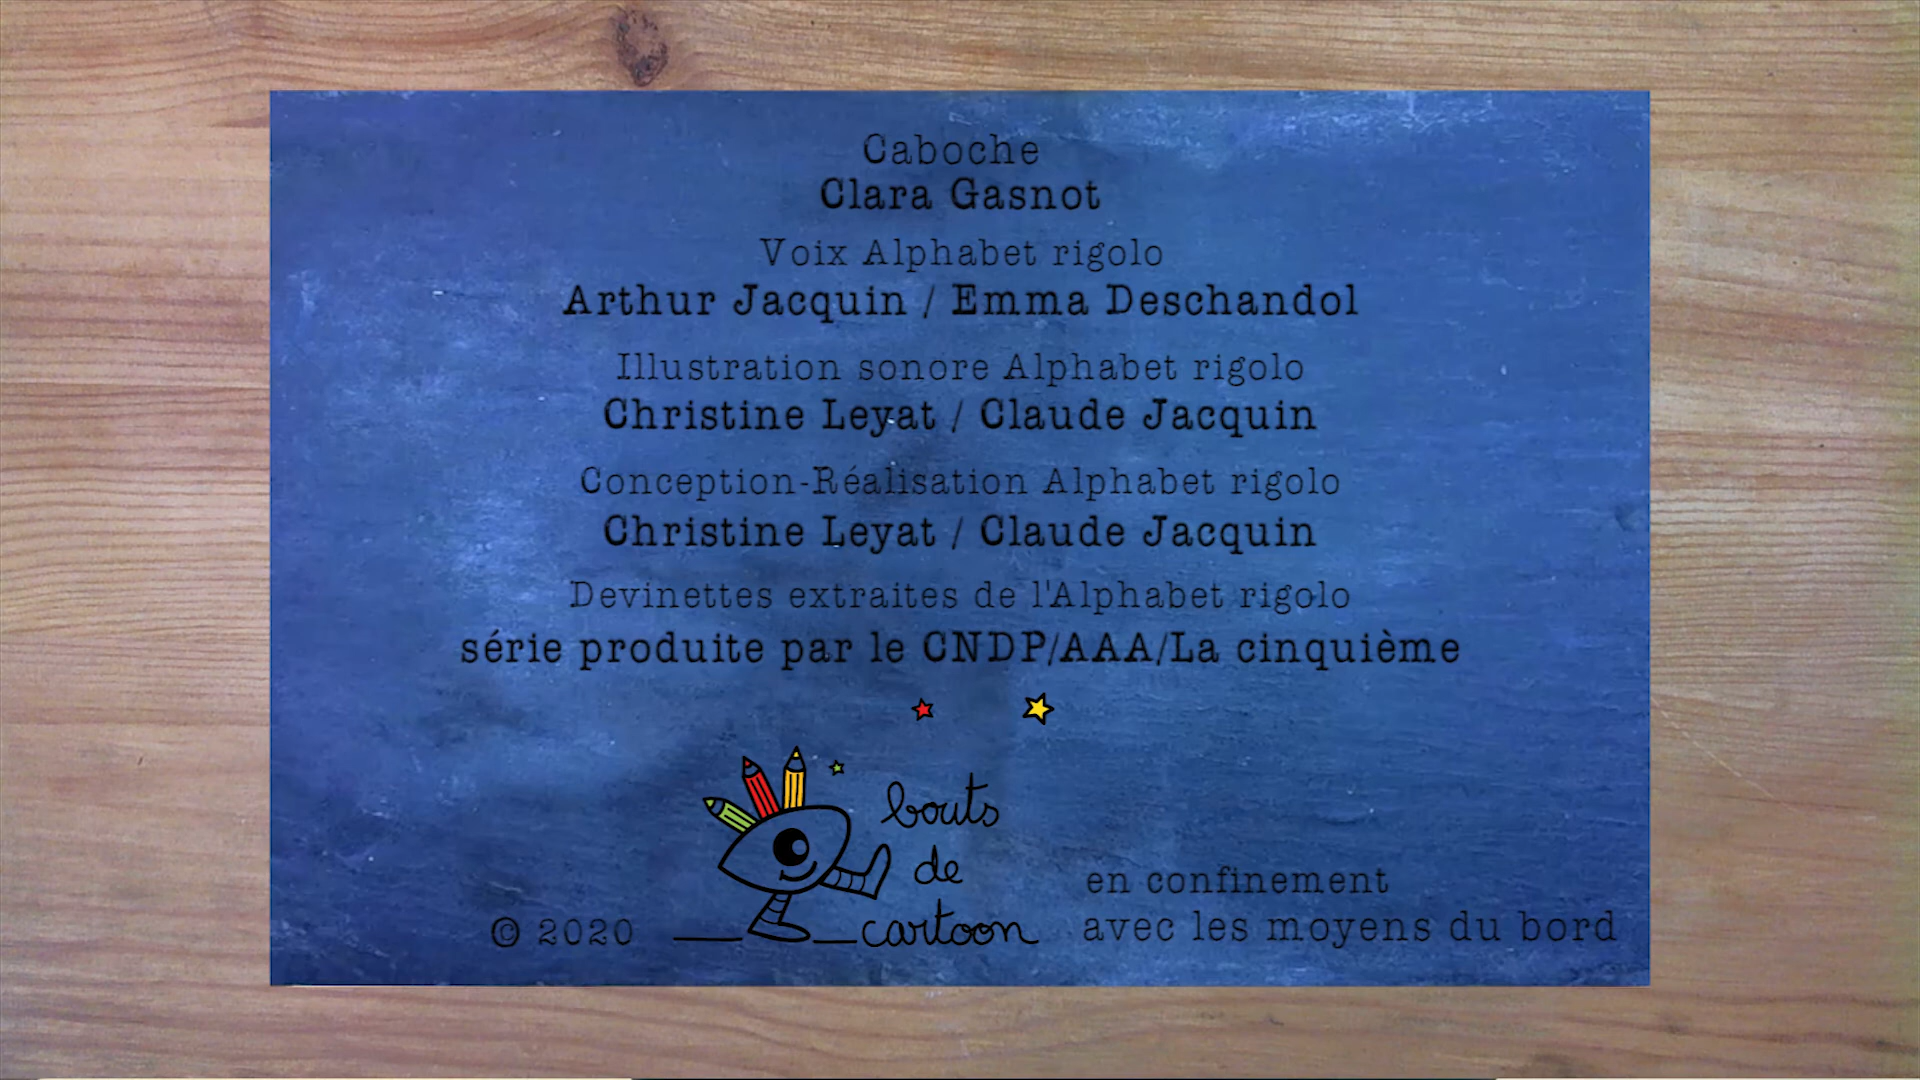 Caboche
Clara Gasnot
Voix Alphabet rigolo
Arthur Jacquin / Emma Deschandol
Illustration sonore Alphabet rigolo
Christine Leyat / Claude Jacquin
Conception-Réalisation Alphabet rigolo
Christine Leyat / Claude Jacquin
Devinettes extraites de l'Alphabet rigolo
série produite par le CNDP/AAA/La cinquième
bouts
de
cartoon
© 2020
en confinement
avec les moyens du bord